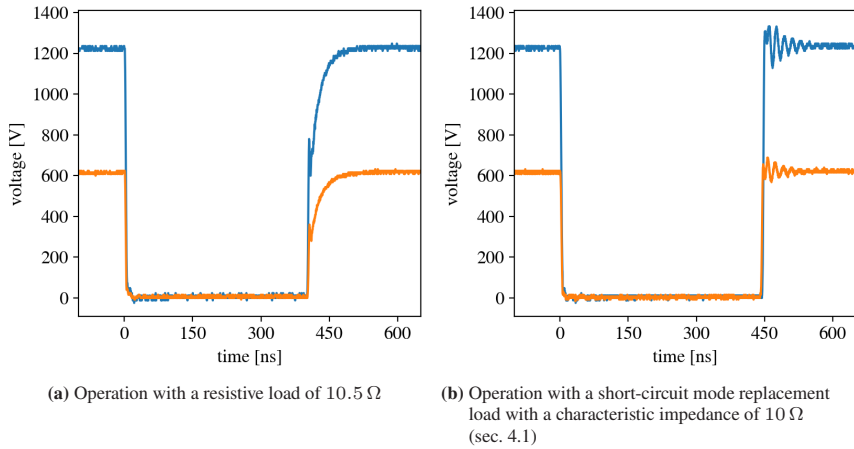 1400
1200
1000
800
600
400
200
0
voltage [V]
0 150 300 450 600
time [ns]
(a) Operation with a resistive load of 10.5 Ω
1400
1200
1000
800
600
400
200
0
voltage [V]
0 150 300 450 600
time [ns]
(b) Operation with a short-circuit mode replacement
load with a characteristic impedance of 10 Ω
(sec. 4.1)